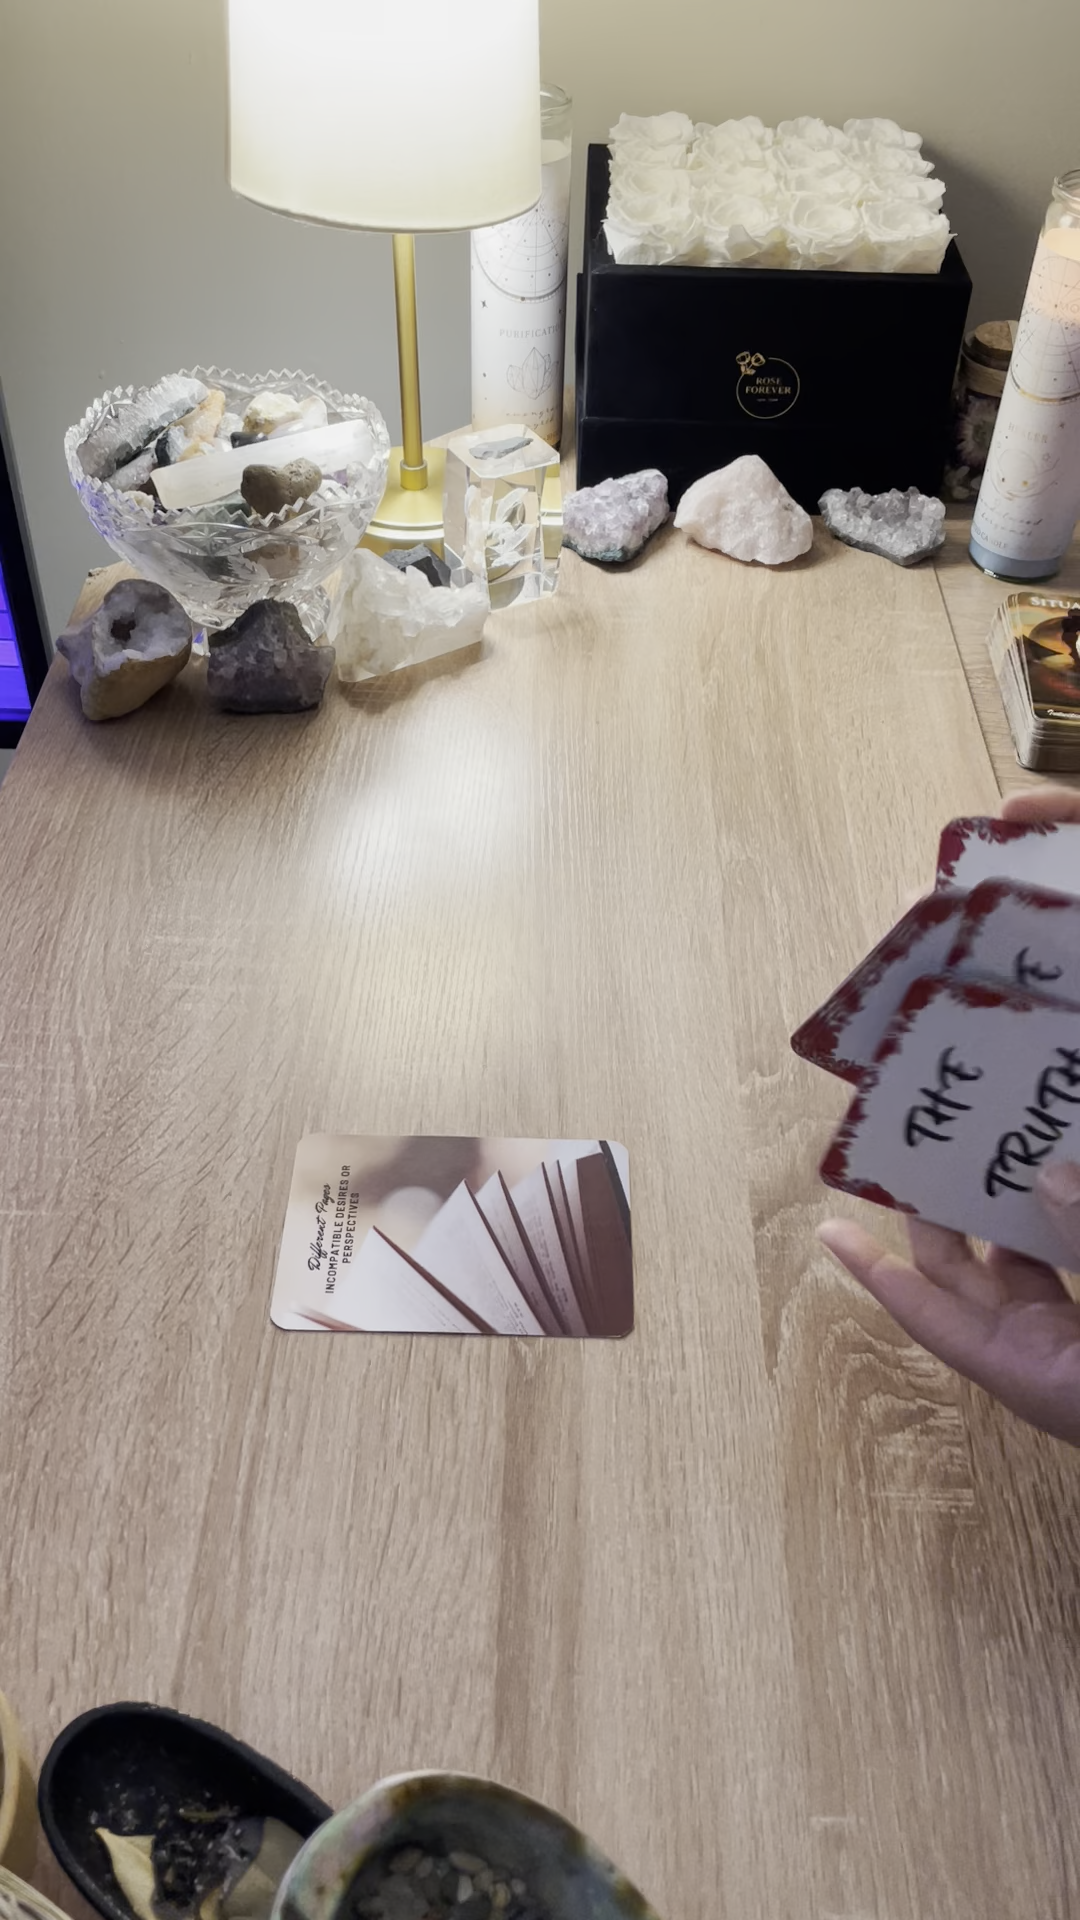 PURIFICATION
ROSE
FOREVER
SITUA
E
THE
TRUTH
Different Pages
INCOMPATIBLE DESIRES OR
PERSPECTIVES